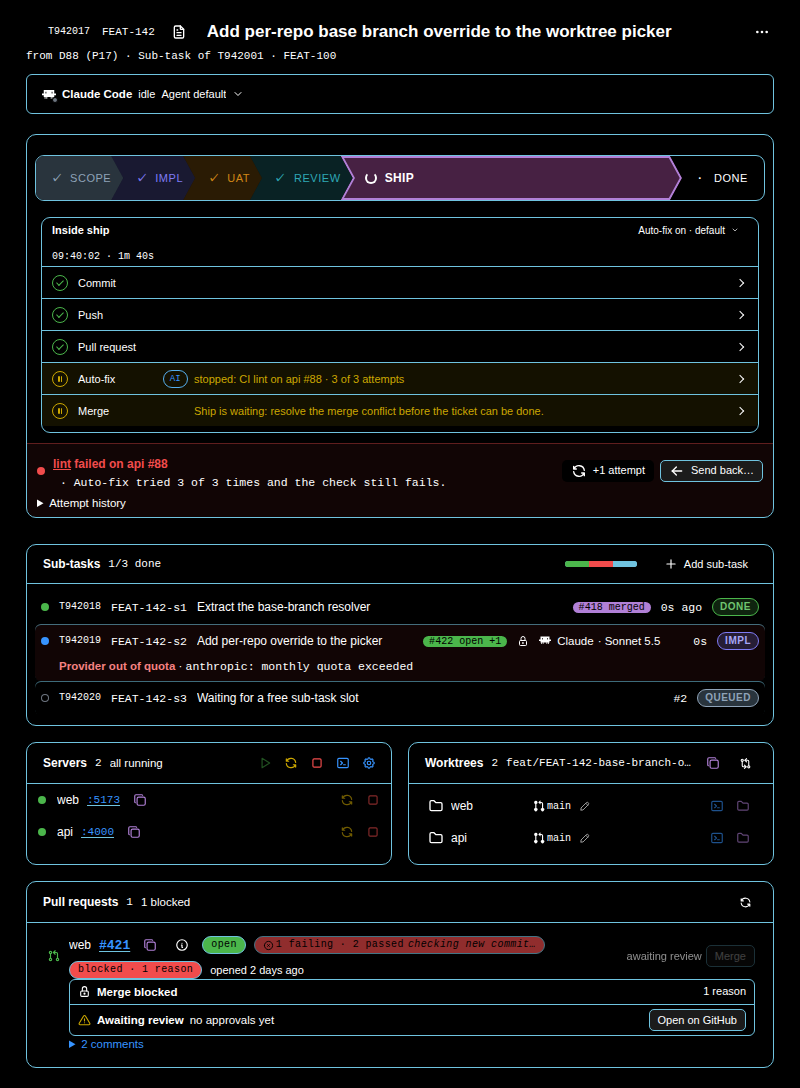 T942017 FEAT-142 Add per-repo base branch override to the worktree picker
from D88 (P17) · Sub-task of T942001 · FEAT-100
Claude Code idle Agent default
SCOPE IMPL UAT REVIEW SHIP · DONE
Inside ship Auto-fix on · default
09:40:02 · 1m 40s
Commit
Push
Pull request
Auto-fix AI stopped: CI lint on api #88 · 3 of 3 attempts
Merge Ship is waiting: resolve the merge conflict before the ticket can be done.
lint failed on api #88
· Auto-fix tried 3 of 3 times and the check still fails.
+1 attempt Send back…
Attempt history
Sub-tasks 1/3 done Add sub-task
T942018 FEAT-142-s1 Extract the base-branch resolver #418 merged 0s ago DONE
T942019 FEAT-142-s2 Add per-repo override to the picker #422 open +1 Claude · Sonnet 5.5 0s IMPL
Provider out of quota · anthropic: monthly quota exceeded
T942020 FEAT-142-s3 Waiting for a free sub-task slot #2 QUEUED
Servers 2 all running
web :5173
api :4000
Worktrees 2 feat/FEAT-142-base-branch-o…
web main
api main
Pull requests 1 1 blocked
web #421 open 1 failing · 2 passed checking new commit…
blocked · 1 reason opened 2 days ago
awaiting review Merge
Merge blocked 1 reason
Awaiting review no approvals yet Open on GitHub
2 comments